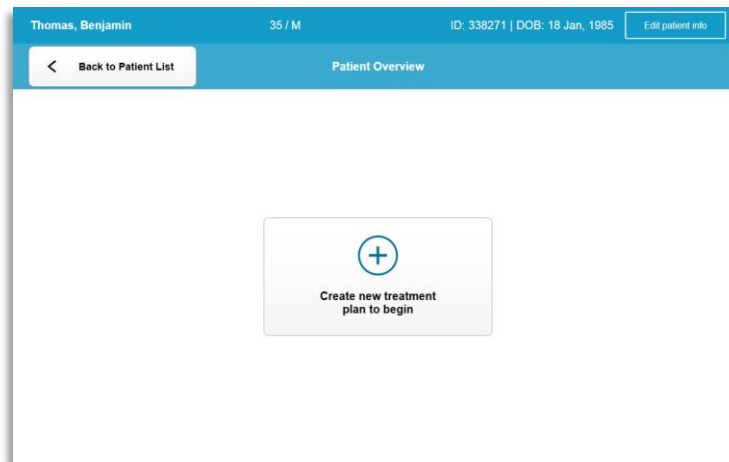 Thomas, Benjamin 35 / M ID: 338271 | DOB: 18 Jan, 1985 Edit patient info
Back to Patient List Patient Overview
Create new treatment
plan to begin